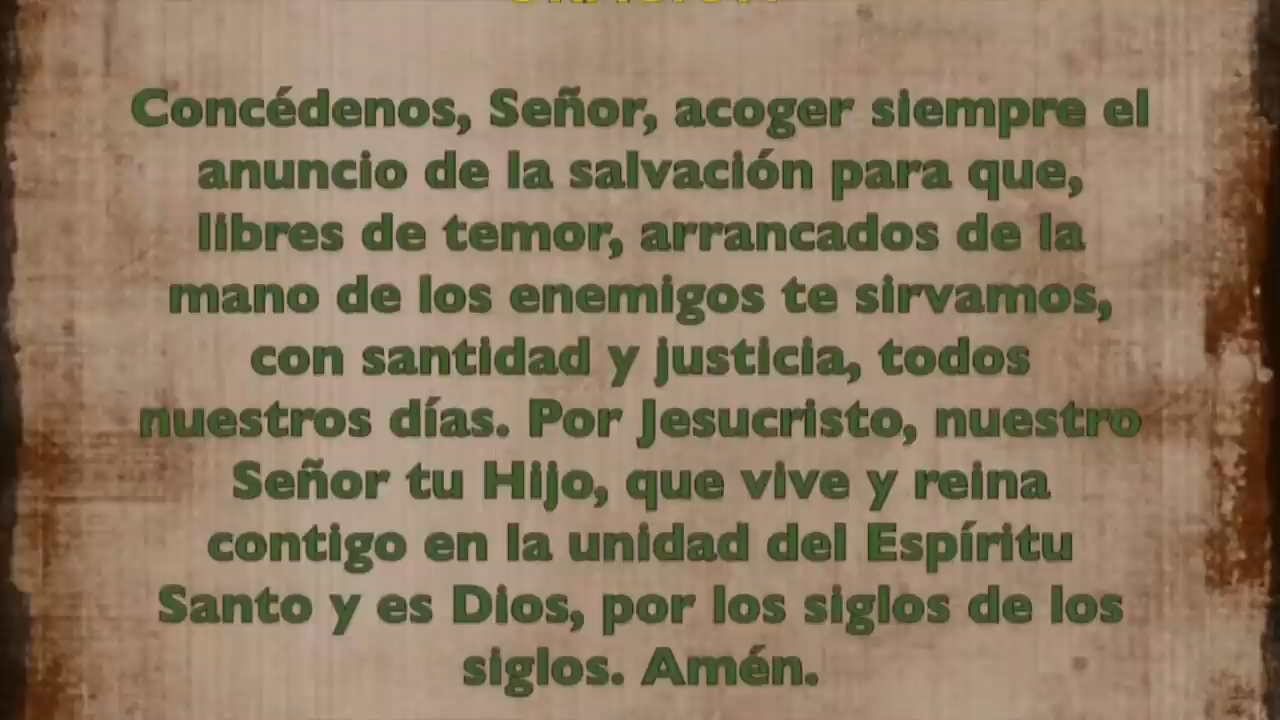 Concédenos, Señor, acoger siempre el
anuncio de la salvación para que,
libres de temor, arrancados de la
mano de los enemigos te sirvamos,
con santidad y justicia, todos
nuestros días. Por Jesucristo, nuestro
Señor tu Hijo, que vive y reina
contigo en la unidad del Espíritu
Santo y es Dios, por los siglos de los
siglos. Amén.